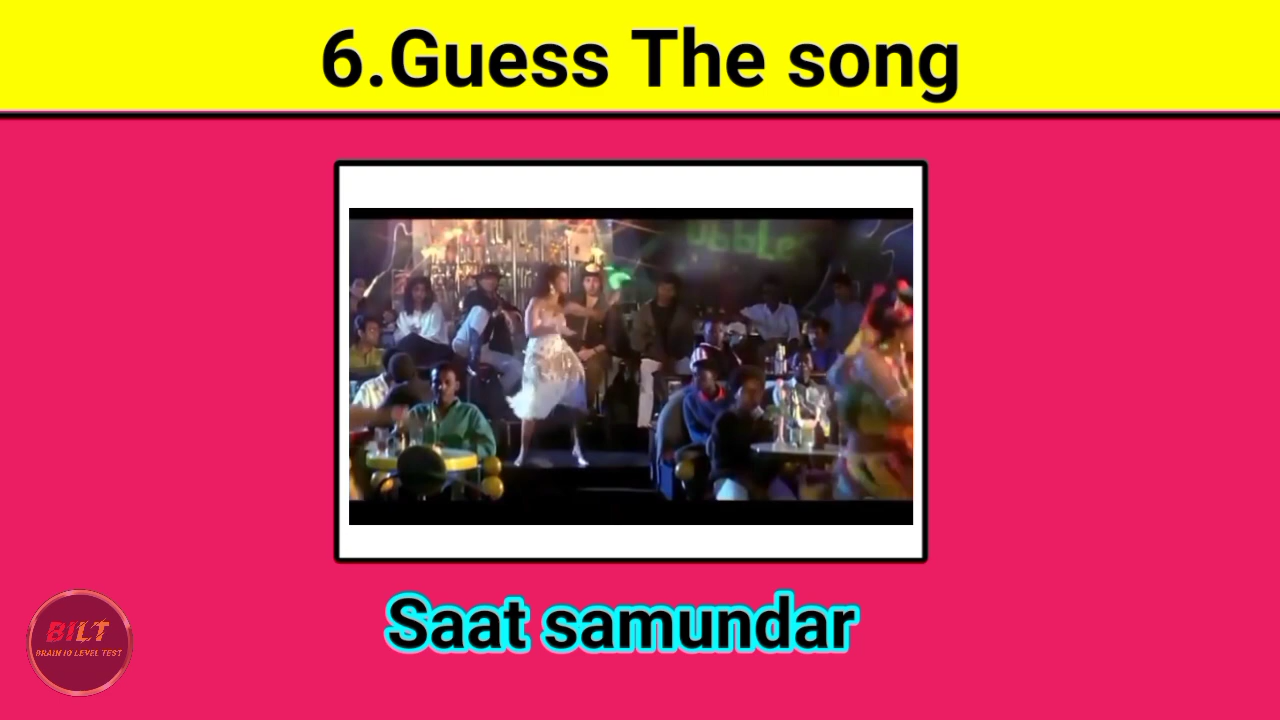 6.Guess The song
Saat samundar
BILT
BRAIN IQ LEVEL TEST